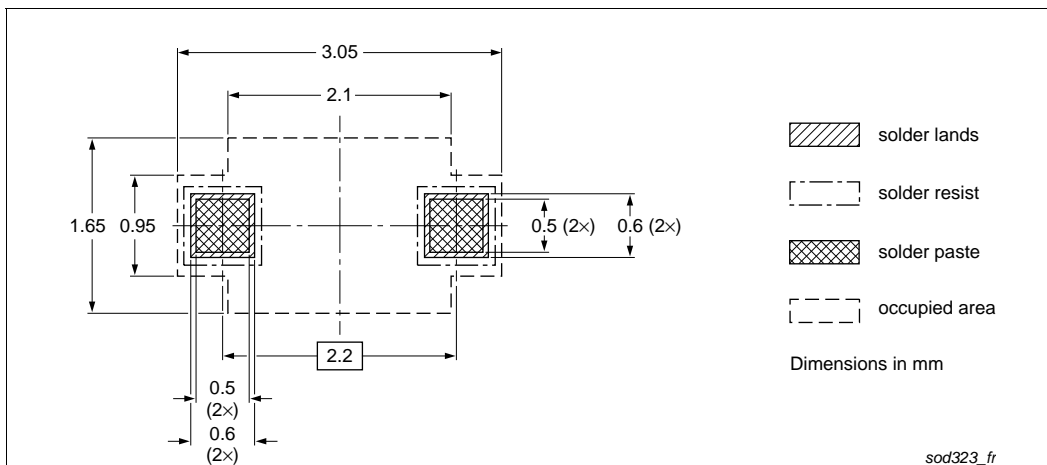 3.05
2.1
solder lands
solder resist
1.65 0.95
0.5 (2×) 0.6 (2×)
solder paste
occupied area
2.2
Dimensions in mm
0.5
(2×)
0.6
(2×)
sod323_fr